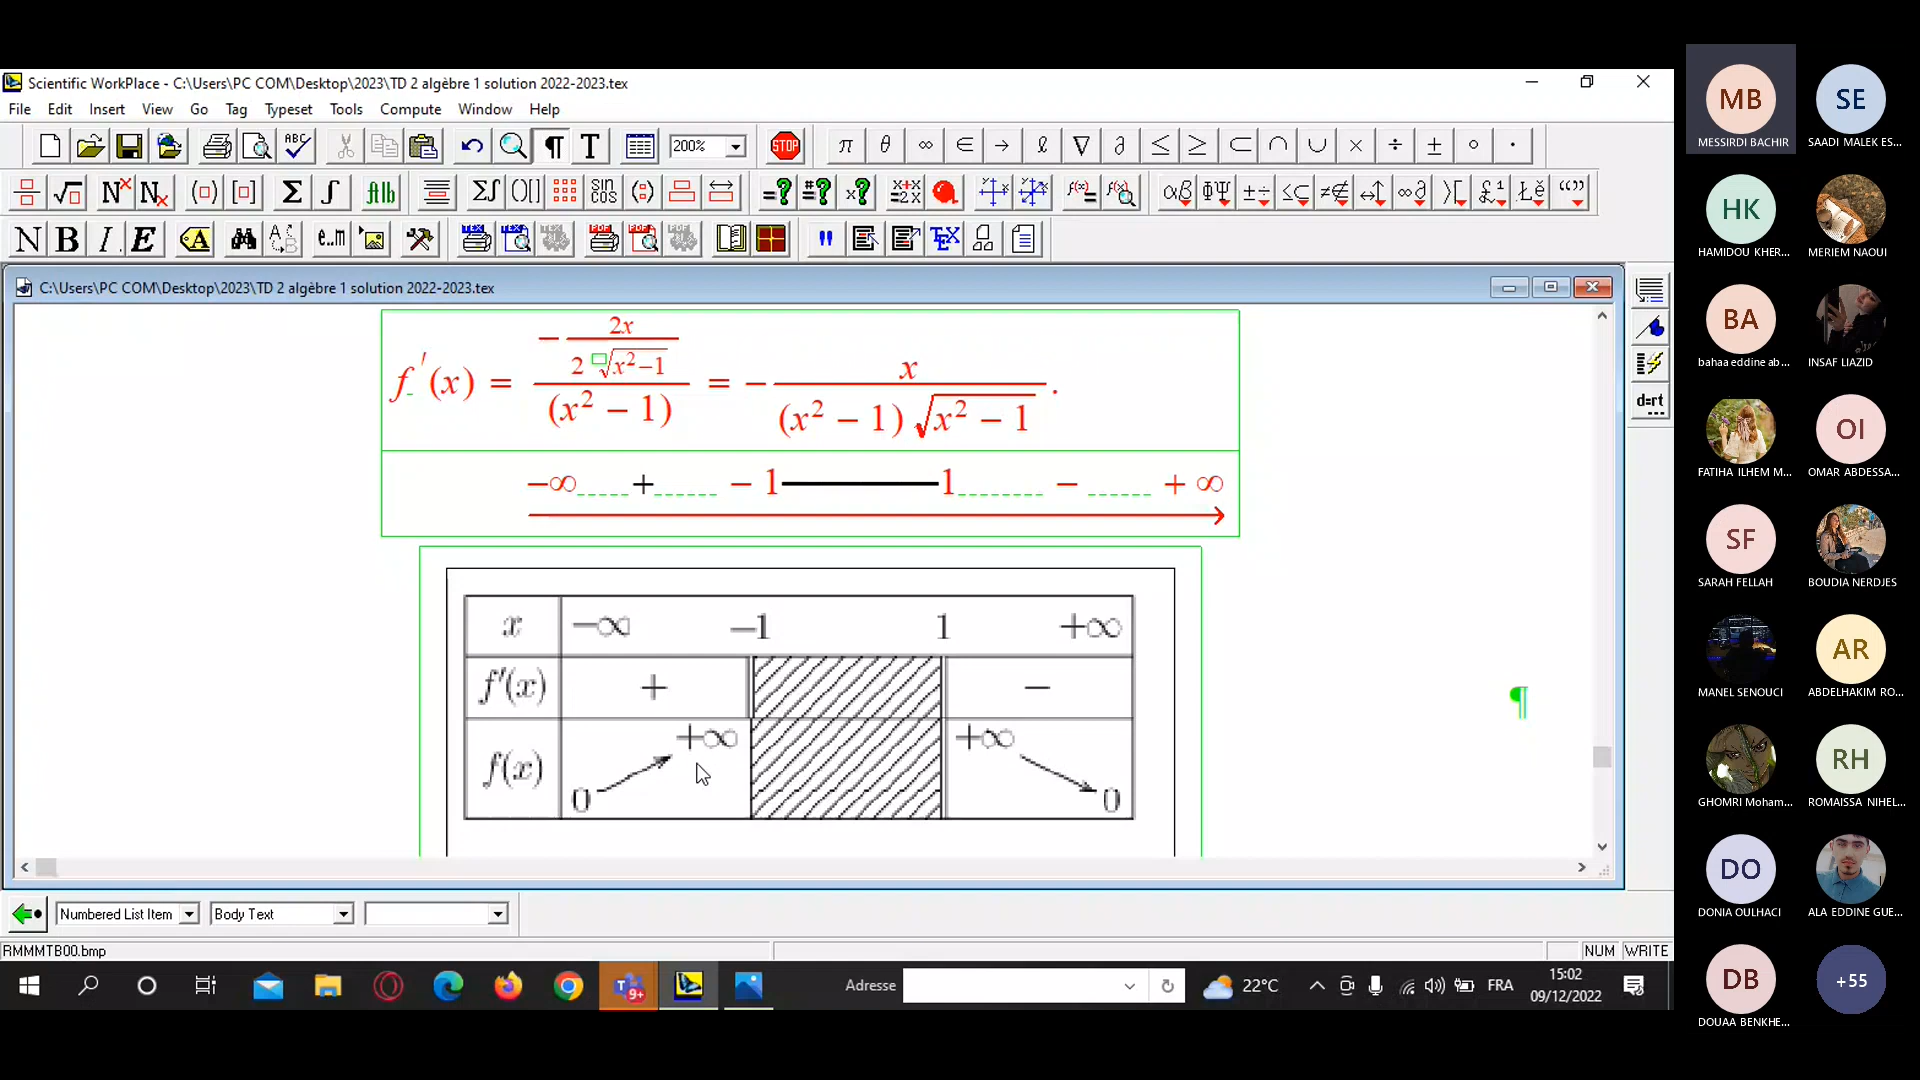 Scientific WorkPlace - C:\Users\PC COM\Desktop\2023\TD 2 algèbre 1 solution 2022-2023.tex
File Edit Insert View Go Tag Typeset Tools Compute Window Help
200% STOP π θ ∞ ∈ → ℓ ∇ ∂ ≤ ≥ ⊂ ∩ ∪ × ÷ ± ∘ ·
N B I E
C:\Users\PC COM\Desktop\2023\TD 2 algèbre 1 solution 2022-2023.tex
f′(x) = (−2x/(2√(x²−1)))/(x² − 1) = − x/((x² − 1)√(x² − 1)).
−∞ + − 1 1 − + ∞
x −∞ −1 1 +∞
f′(x) + −
f(x) 0 +∞ +∞ 0
Numbered List Item Body Text
RMMMTB00.bmp NUM WRITE
Adresse 22°C FRA 15:02
09/12/2022
MB SE
MESSIRDI BACHIR SAADI MALEK ES...
HK
HAMIDOU KHER... MERIEM NAOUI
BA
bahaa eddine ab... INSAF LIAZID
OI
FATIHA ILHEM M... OMAR ABDESSA...
SF
SARAH FELLAH BOUDIA NERDJES
AR
MANEL SENOUCI ABDELHAKIM RO...
RH
GHOMRI Moham... ROMAISSA NIHEL...
DO
DONIA OULHACI ALA EDDINE GUE...
DB +55
DOUAA BENKHE...